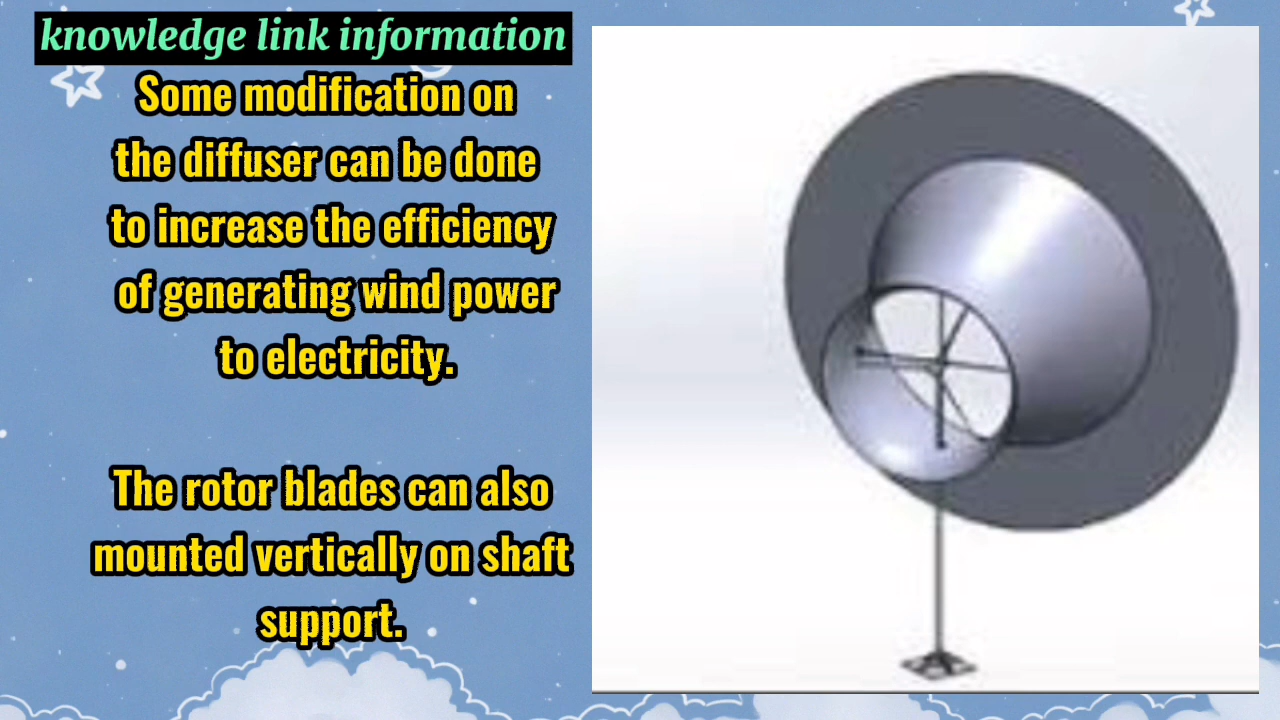 knowledge link information
Some modification on
the diffuser can be done
to increase the efficiency
of generating wind power
to electricity.
The rotor blades can also
mounted vertically on shaft
support.